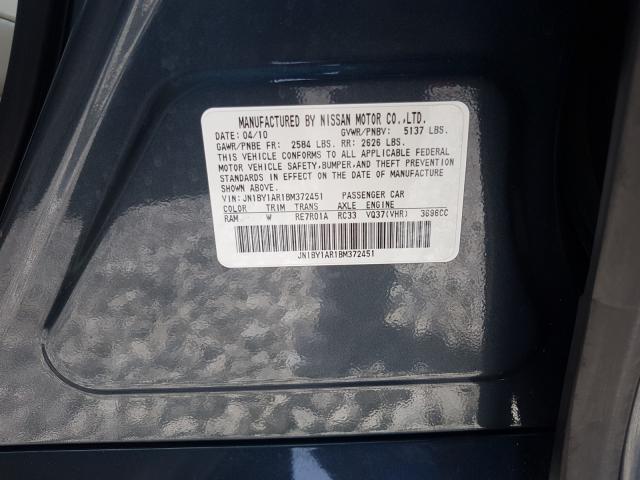 MANUFACTURED BY NISSAN MOTOR CO.,LTD.
DATE: 04/10 GVWR/PNBV: 5137 LBS.
GAWR/PNBE FR: 2584 LBS. RR: 2626 LBS.
THIS VEHICLE CONFORMS TO ALL APPLICABLE FEDERAL
MOTOR VEHICLE SAFETY, BUMPER, AND THEFT PREVENTION
STANDARDS IN EFFECT ON THE DATE OF MANUFACTURE
SHOWN ABOVE.
VIN: JN1BY1AR1BM372451 PASSENGER CAR
COLOR TRIM TRANS AXLE ENGINE
RAM W RE7R01A RC33 VQ37(VHR) 3696CC
JN1BY1AR1BM372451